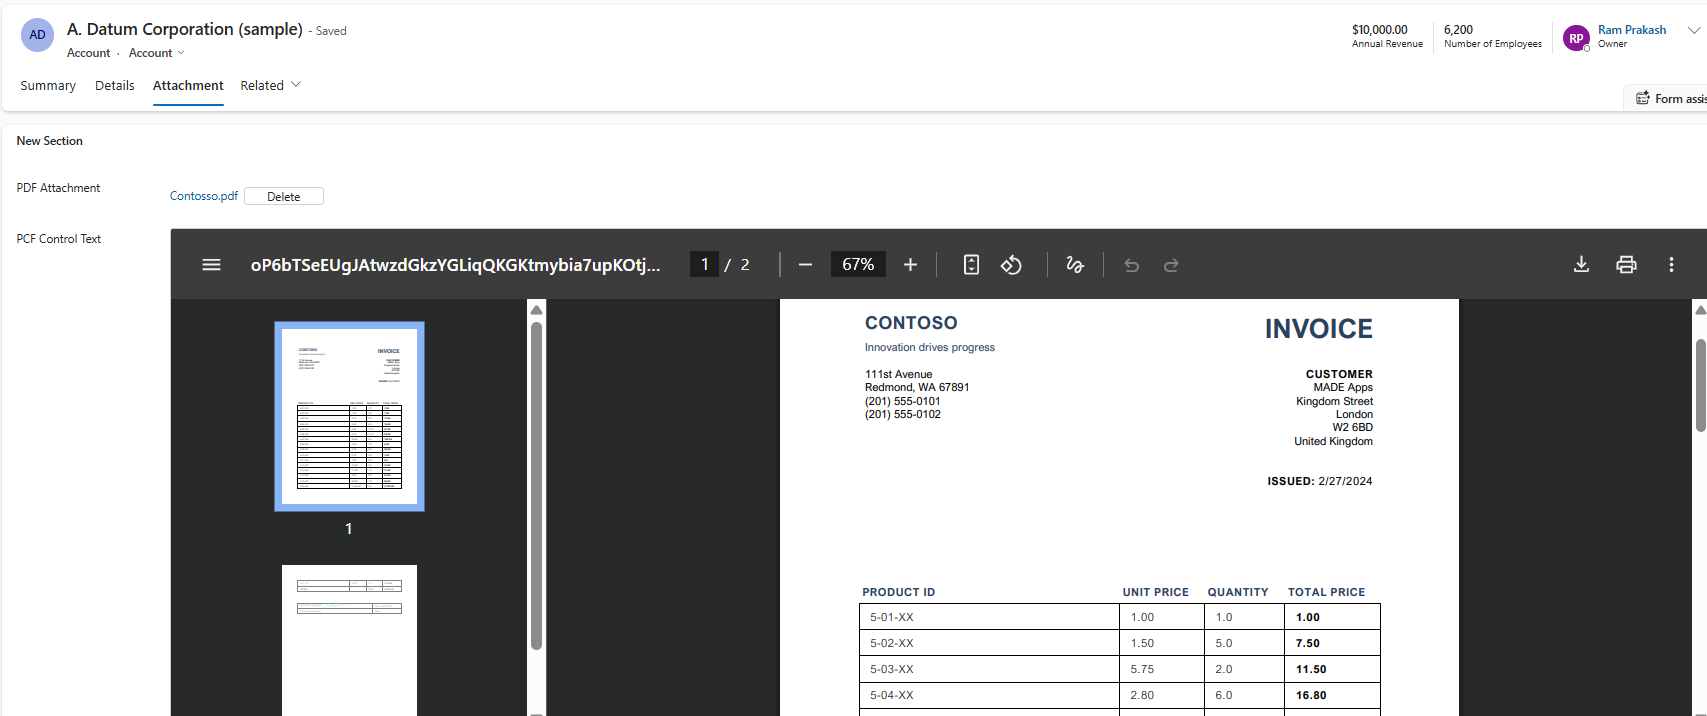 AD
A. Datum Corporation (sample) - Saved
Account · Account
$10,000.00
Annual Revenue
6,200
Number of Employees
RP
Ram Prakash
Owner
Summary Details Attachment Related
Form assis
New Section
PDF Attachment
Contosso.pdf Delete
PCF Control Text
oP6bTSeEUgJAtwzdGkzYGLiqQKGKtmybia7upKOtj... 1 / 2 67%
CONTOSO
INVOICE
1
CONTOSO
Innovation drives progress
111st Avenue
Redmond, WA 67891
(201) 555-0101
(201) 555-0102
INVOICE
CUSTOMER
MADE Apps
Kingdom Street
London
W2 6BD
United Kingdom
ISSUED: 2/27/2024
PRODUCT ID UNIT PRICE QUANTITY TOTAL PRICE
5-01-XX 1.00 1.0 1.00
5-02-XX 1.50 5.0 7.50
5-03-XX 5.75 2.0 11.50
5-04-XX 2.80 6.0 16.80